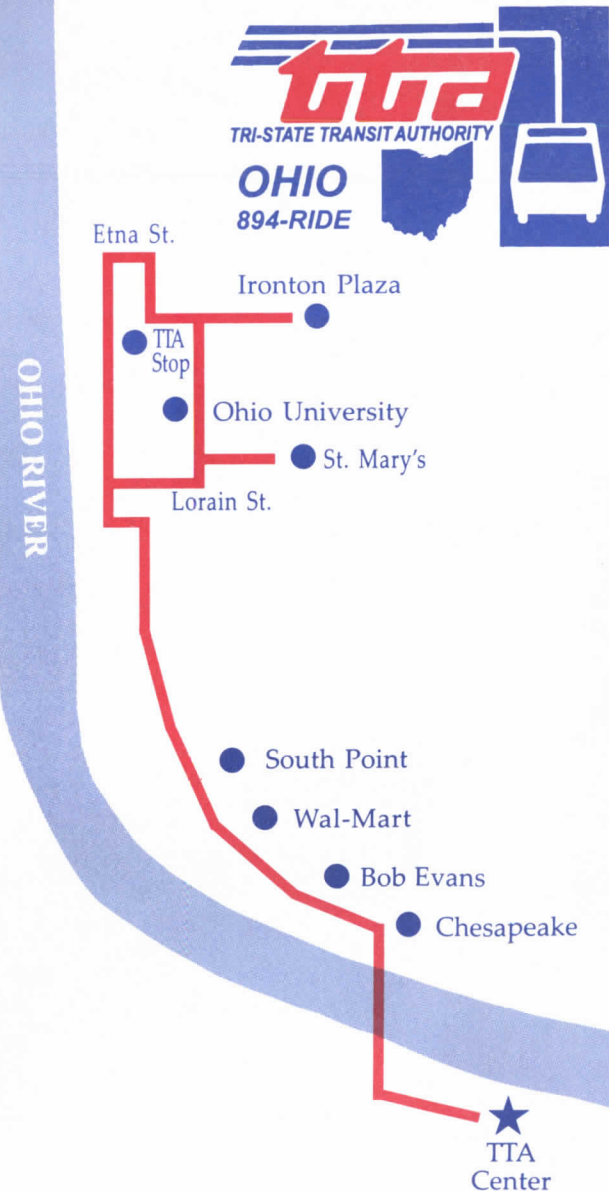 tta
TRI-STATE TRANSIT AUTHORITY
OHIO
894-RIDE
Etna St.
Ironton Plaza
TTA
Stop
Ohio University
St. Mary's
Lorain St.
OHIO RIVER
South Point
Wal-Mart
Bob Evans
Chesapeake
TTA
Center